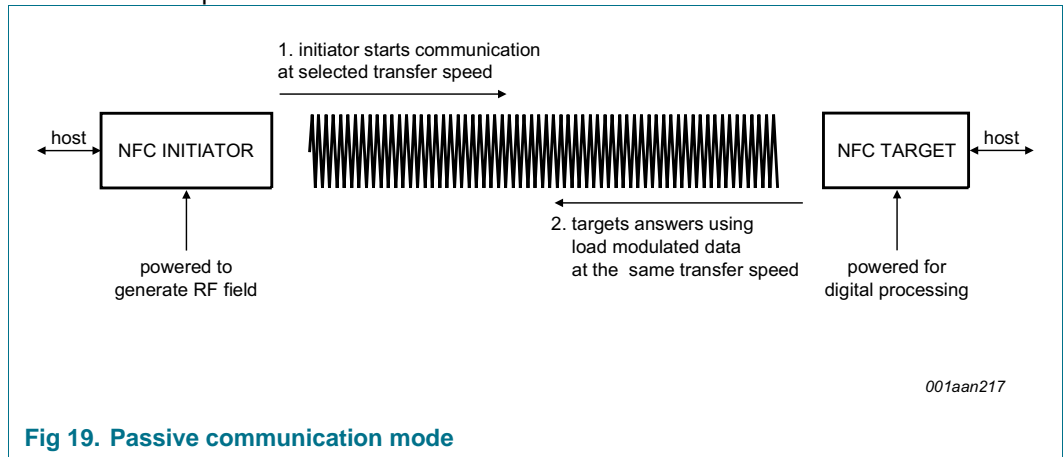 1. initiator starts communication
at selected transfer speed
host
NFC INITIATOR
NFC TARGET
host
2. targets answers using
load modulated data
at the same transfer speed
powered to
generate RF field
powered for
digital processing
001aan217
Fig 19. Passive communication mode